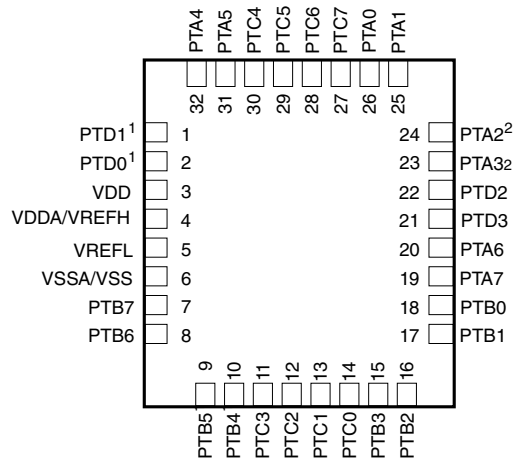 PTA4 PTA5 PTC4 PTC5 PTC6 PTC7 PTA0 PTA1
32 31 30 29 28 27 26 25
PTD1¹ 1 24 PTA2²
PTD0¹ 2 23 PTA32
VDD 3 22 PTD2
VDDA/VREFH 4 21 PTD3
VREFL 5 20 PTA6
VSSA/VSS 6 19 PTA7
PTB7 7 18 PTB0
PTB6 8 17 PTB1
9 10 11 12 13 14 15 16
PTB5 PTB4 PTC3 PTC2 PTC1 PTC0 PTB3 PTB2